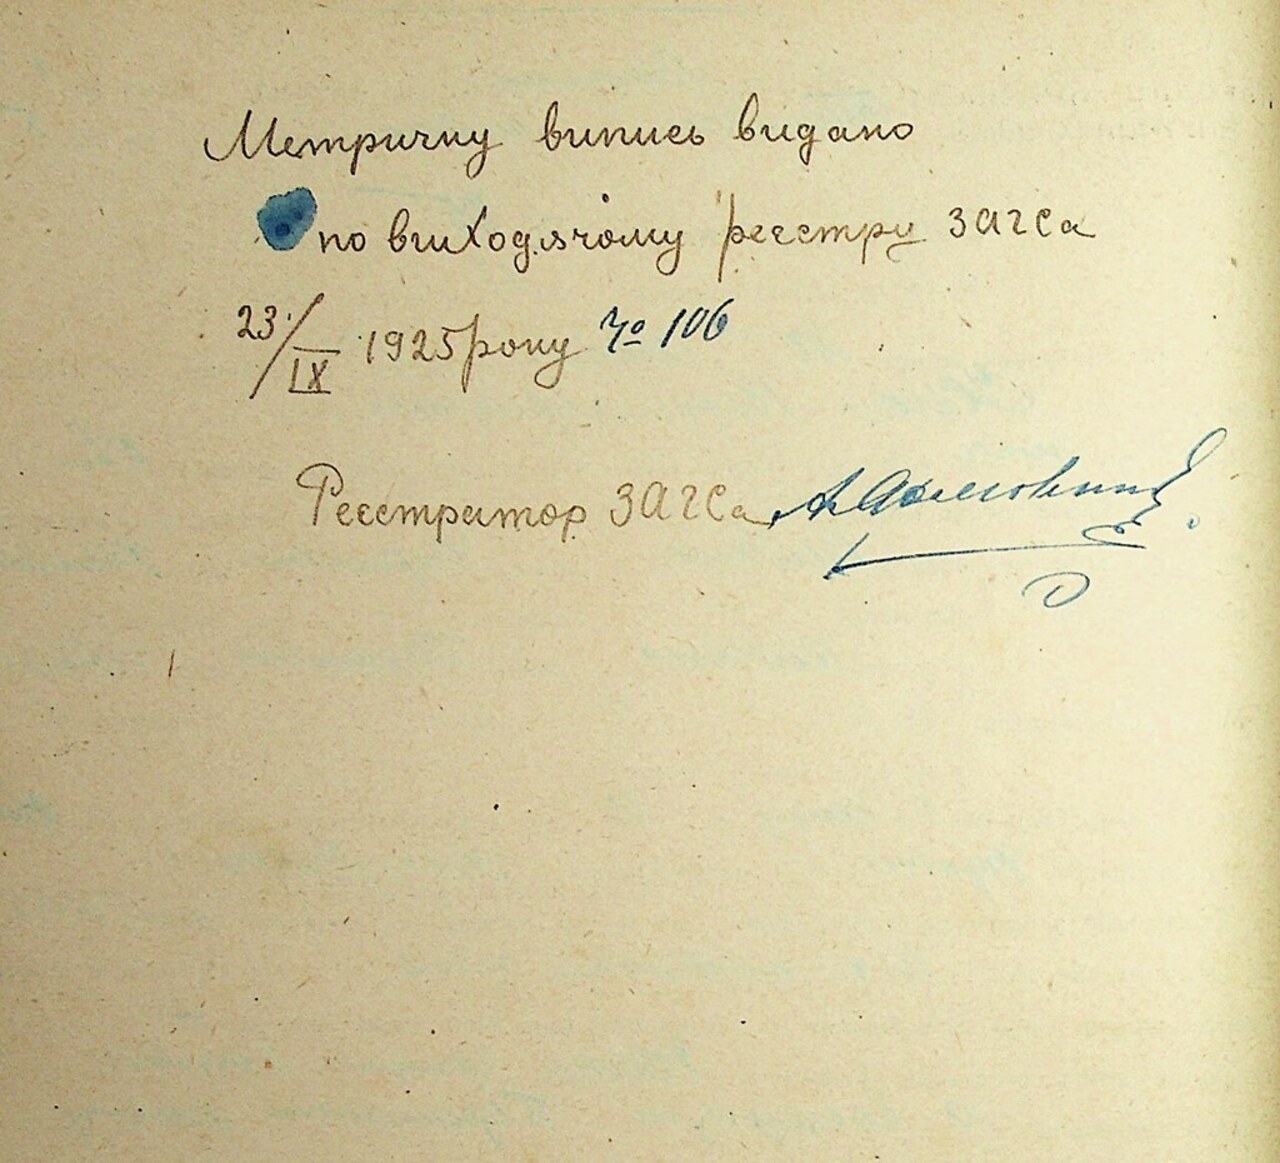 Метричну випись видано
по виходячому реєстру ЗАГСа
23/IX 1925 року № 106
Реєстратор ЗАГСа